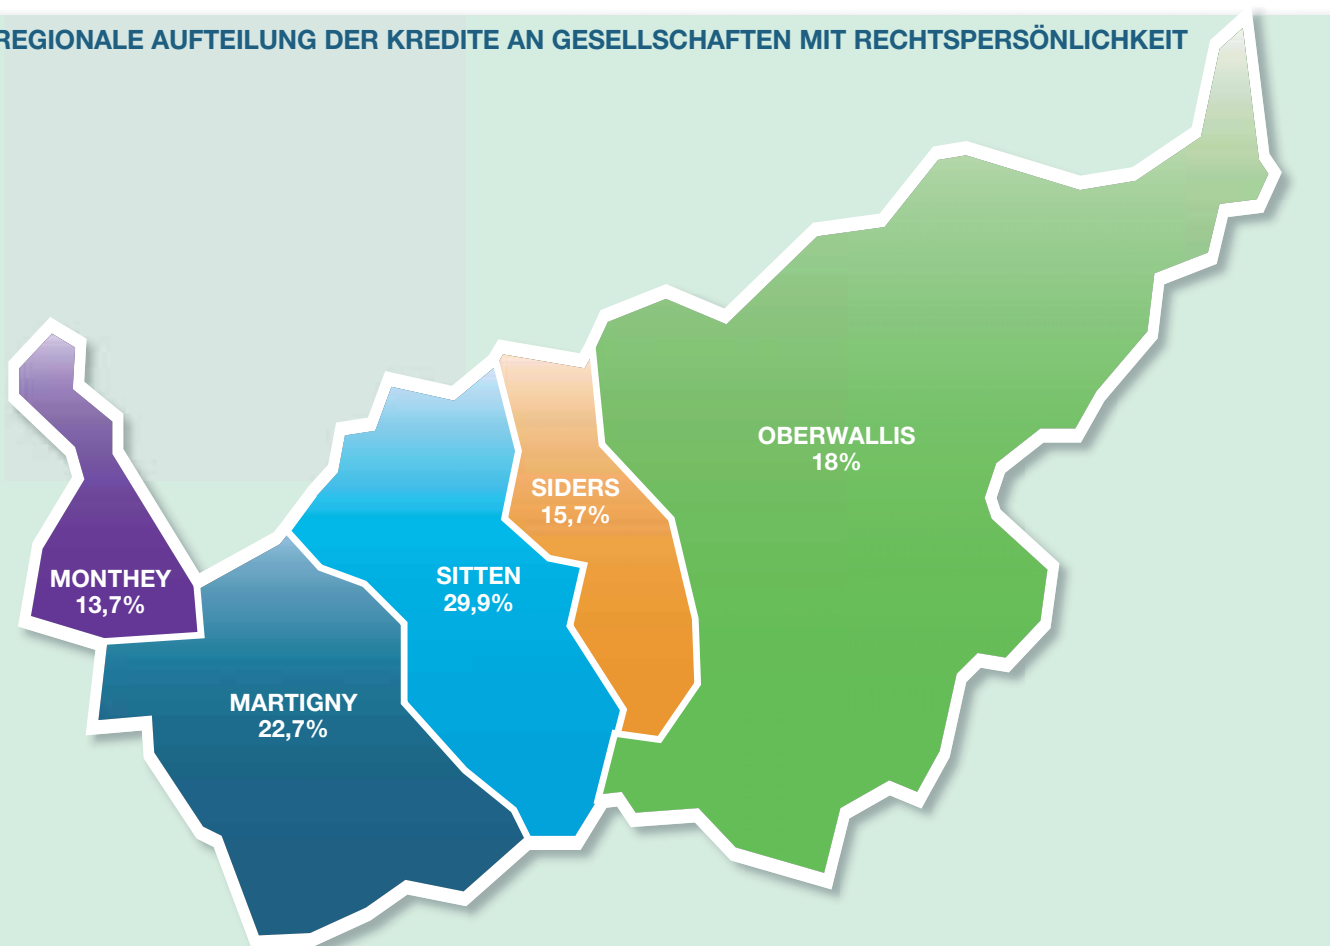 REGIONALE AUFTEILUNG DER KREDITE AN GESELLSCHAFTEN MIT RECHTSPERSÖNLICHKEIT
OBERWALLIS
18%
SIDERS
15,7%
MONTHEY
13,7%
SITTEN
29,9%
MARTIGNY
22,7%